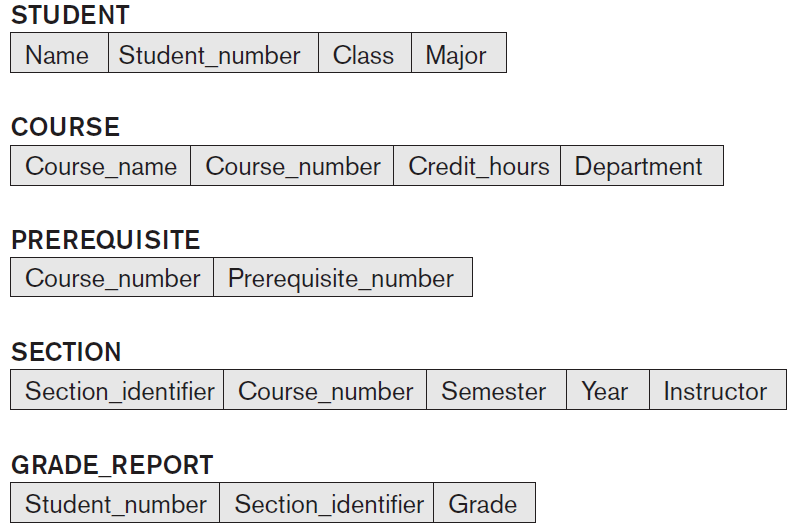 STUDENT
Name Student_number Class Major
COURSE
Course_name Course_number Credit_hours Department
PREREQUISITE
Course_number Prerequisite_number
SECTION
Section_identifier Course_number Semester Year Instructor
GRADE_REPORT
Student_number Section_identifier Grade